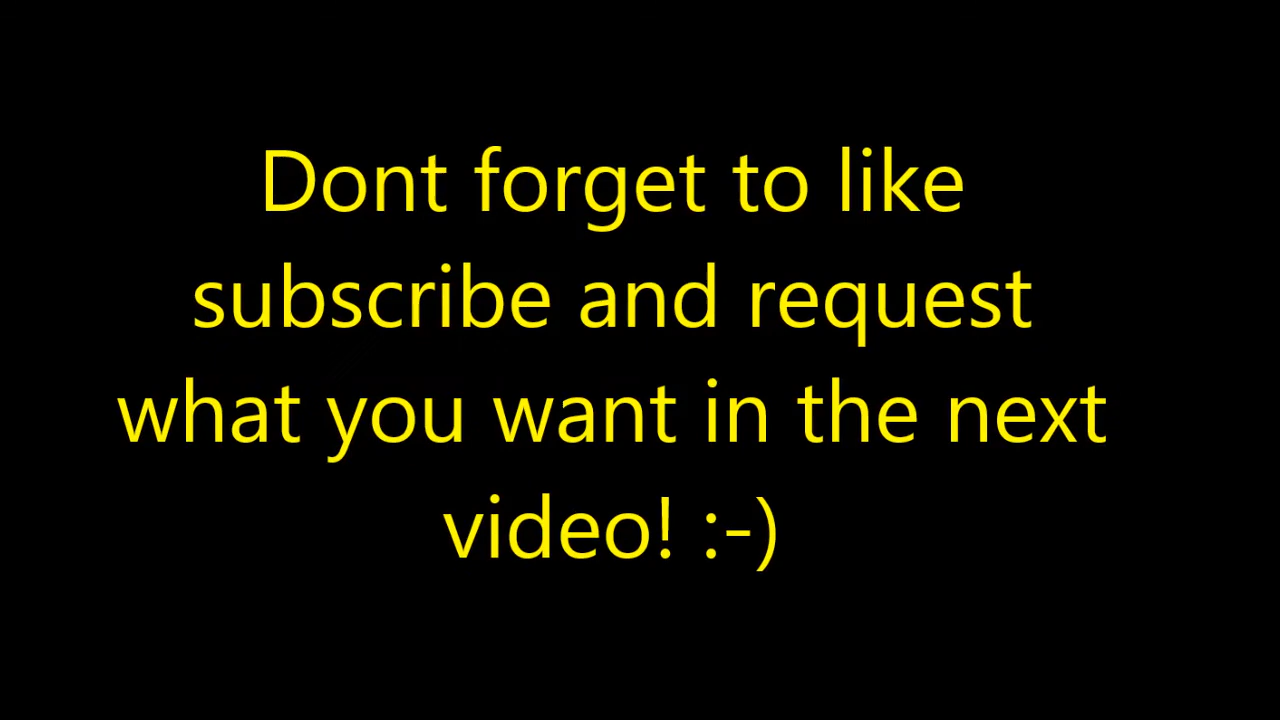 Dont forget to like
subscribe and request
what you want in the next
video! :-)